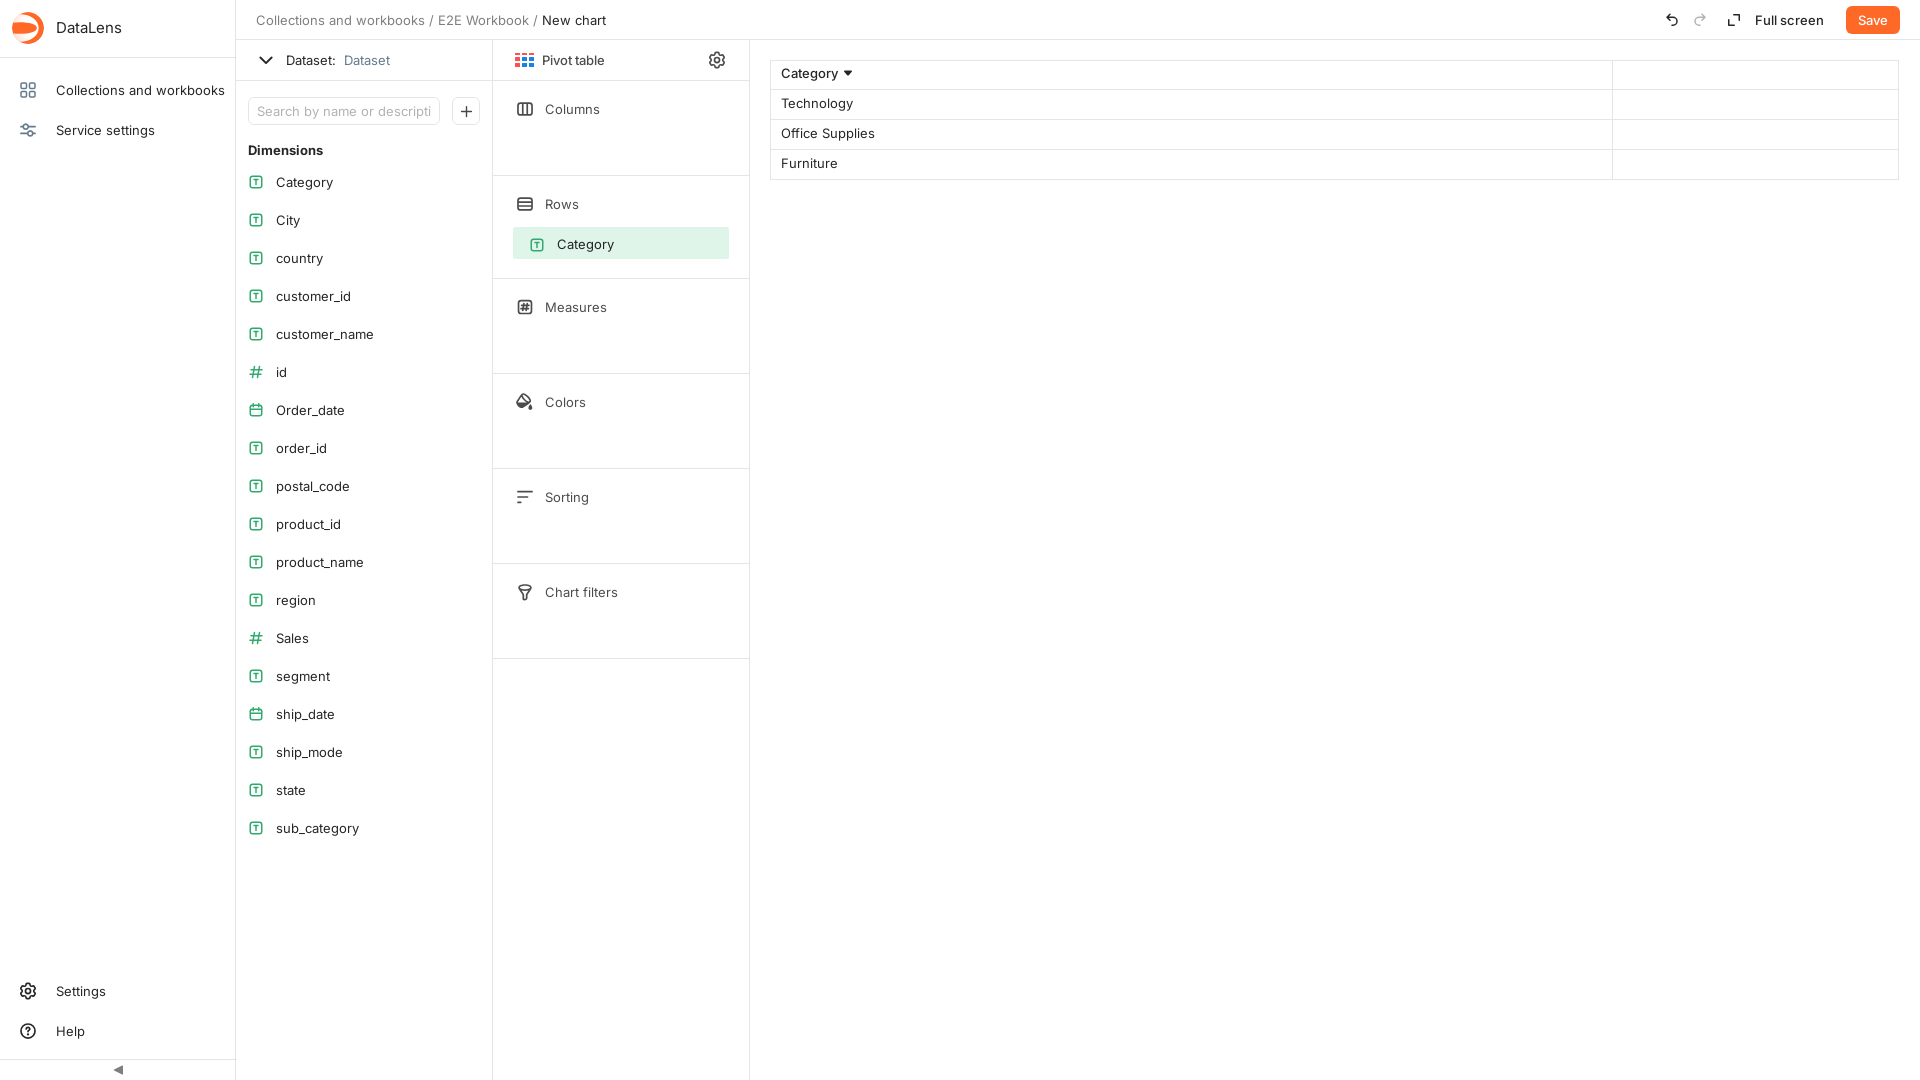 DataLens
Collections and workbooks
Service settings
Settings
Help
Collections and workbooks / E2E Workbook / New chart
Full screen
Save
Dataset: Dataset
Search by name or descripti
Dimensions
Category
City
country
customer_id
customer_name
id
Order_date
order_id
postal_code
product_id
product_name
region
Sales
segment
ship_date
ship_mode
state
sub_category
Pivot table
Columns
Rows
Category
Measures
Colors
Sorting
Chart filters
Category
Technology
Office Supplies
Furniture